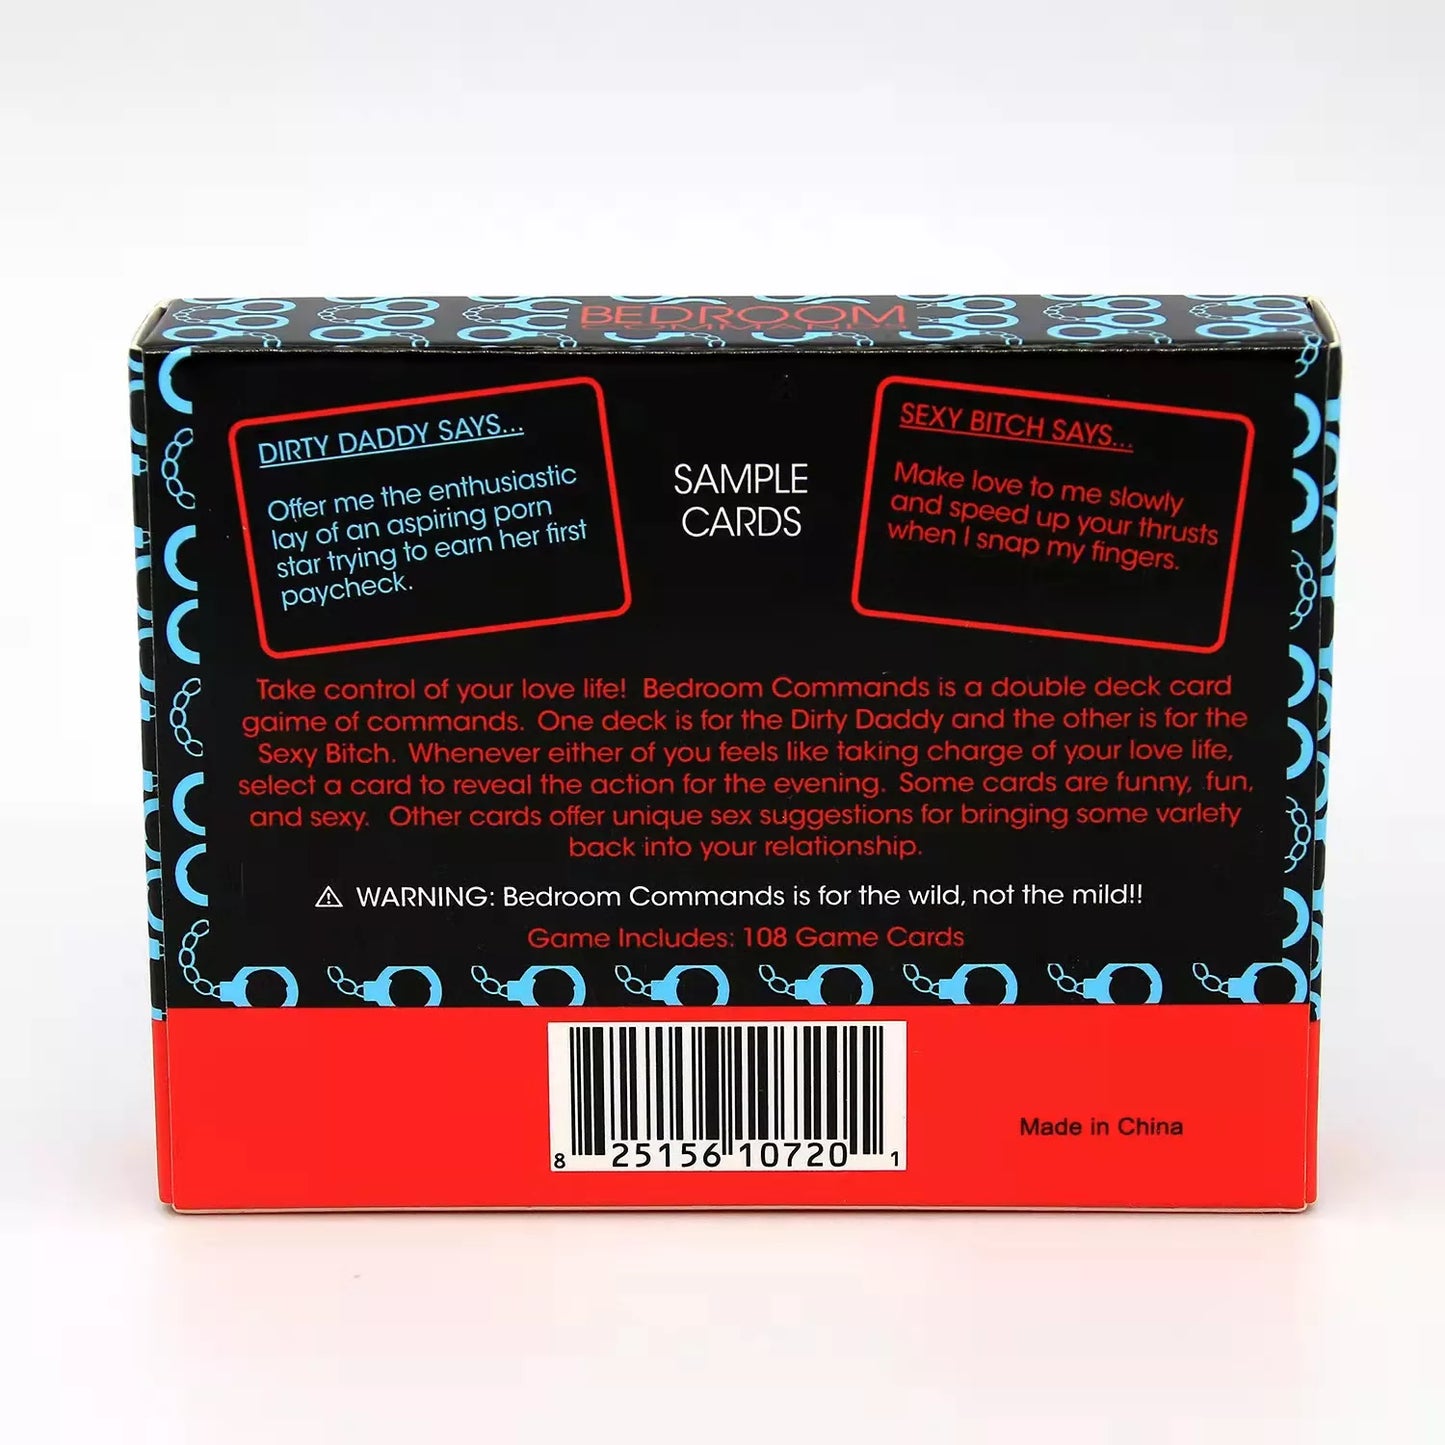 BEDROOM
COMMANDS
DIRTY DADDY SAYS...
Offer me the enthusiastic
lay of an aspiring porn
star trying to earn her first
paycheck.
SAMPLE
CARDS
SEXY BITCH SAYS...
Make love to me slowly
and speed up your thrusts
when I snap my fingers.
Take control of your love life! Bedroom Commands is a double deck card
gaime of commands. One deck is for the Dirty Daddy and the other is for the
Sexy Bitch. Whenever either of you feels like taking charge of your love life,
select a card to reveal the action for the evening. Some cards are funny, fun,
and sexy. Other cards offer unique sex suggestions for bringing some variety
back into your relationship.
⚠ WARNING: Bedroom Commands is for the wild, not the mild!!
Game Includes: 108 Game Cards
8 25156 10720 1
Made in China